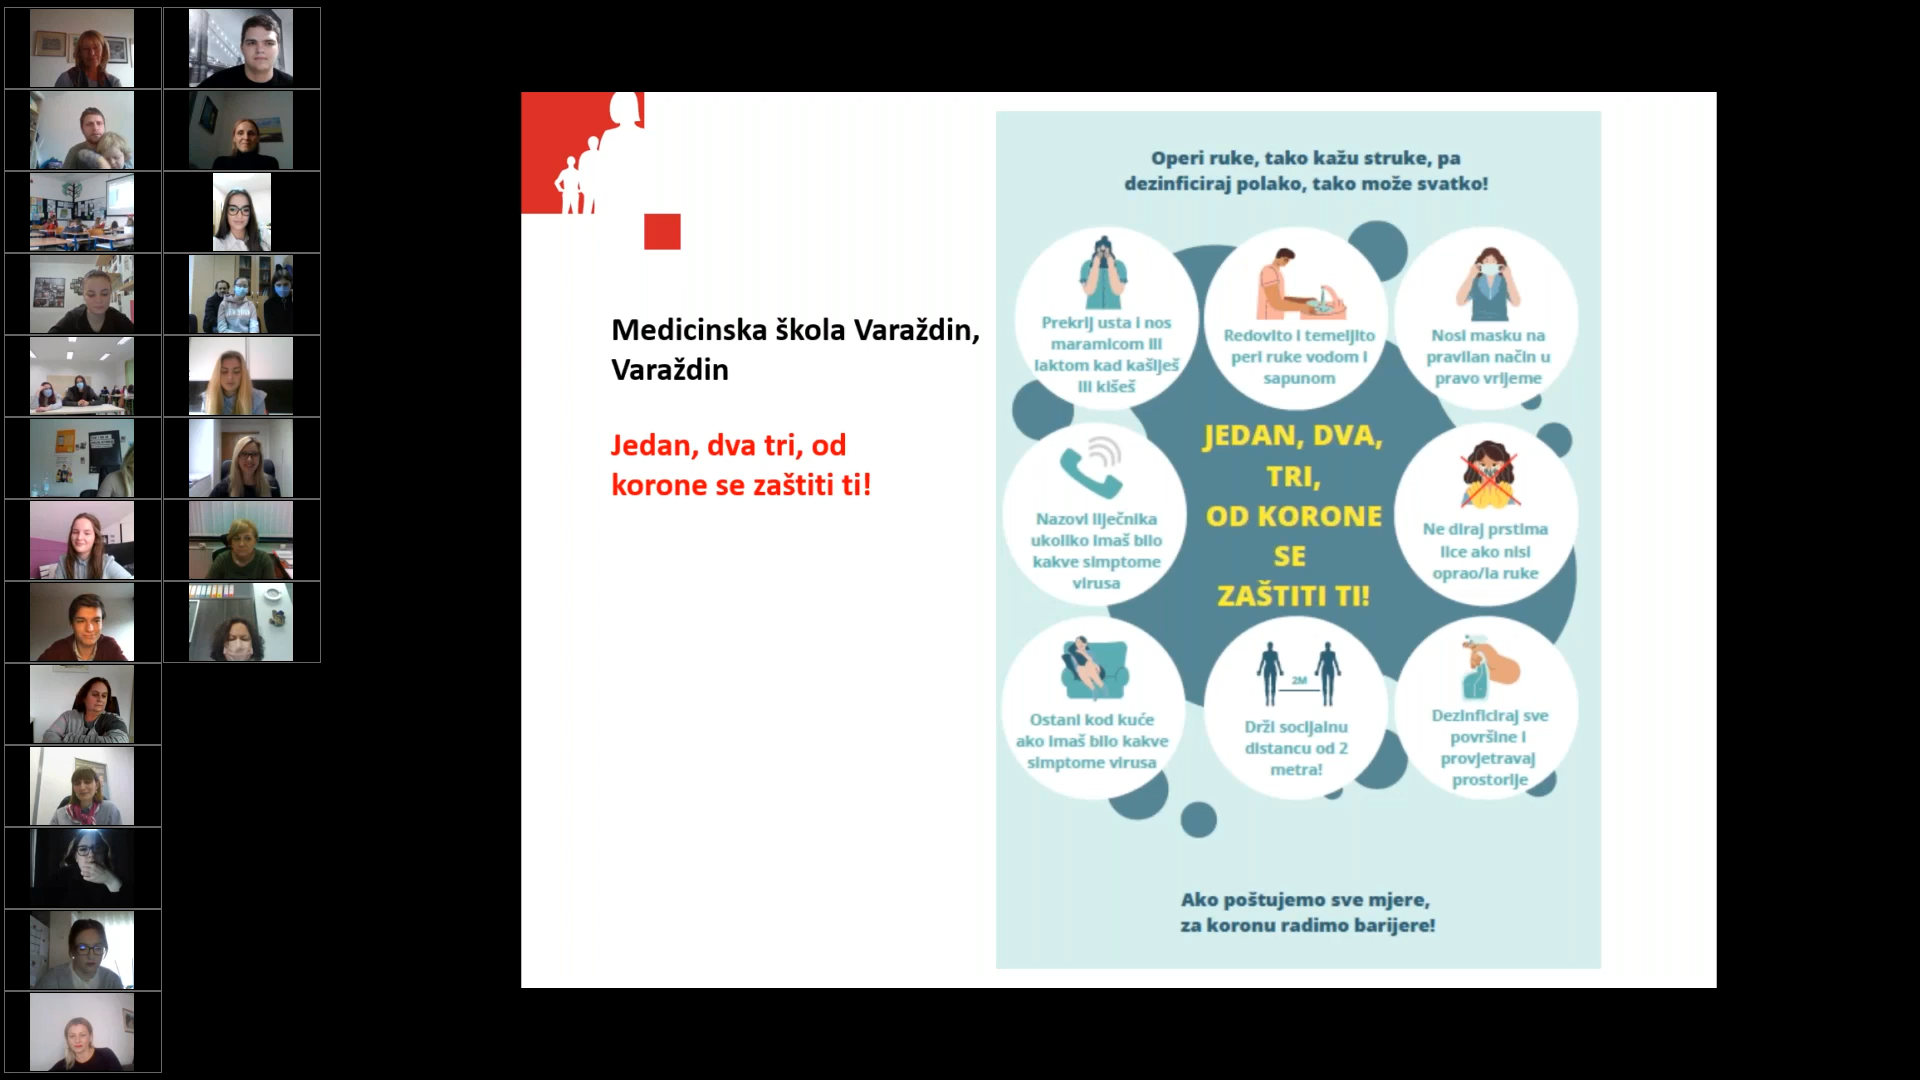 Medicinska škola Varaždin,
Varaždin
Jedan, dva tri, od
korone se zaštiti ti!
Operi ruke, tako kažu struke, pa
dezinficiraj polako, tako može svatko!
Prekrij usta i nos
maramicom ili
laktom kad kašlješ
ili kišeš
Redovito i temeljito
peri ruke vodom i
sapunom
Nosi masku na
pravilan način u
pravo vrijeme
Nazovi liječnika
ukoliko imaš bilo
kakve simptome
virusa
JEDAN, DVA,
TRI,
OD KORONE
SE
ZAŠTITI TI!
Ne diraj prstima
lice ako nisi
oprao/la ruke
Ostani kod kuće
ako imaš bilo kakve
simptome virusa
2M
Drži socijalnu
distancu od 2
metra!
Dezinficiraj sve
površine i
provjetravaj
prostorije
Ako poštujemo sve mjere,
za koronu radimo barijere!